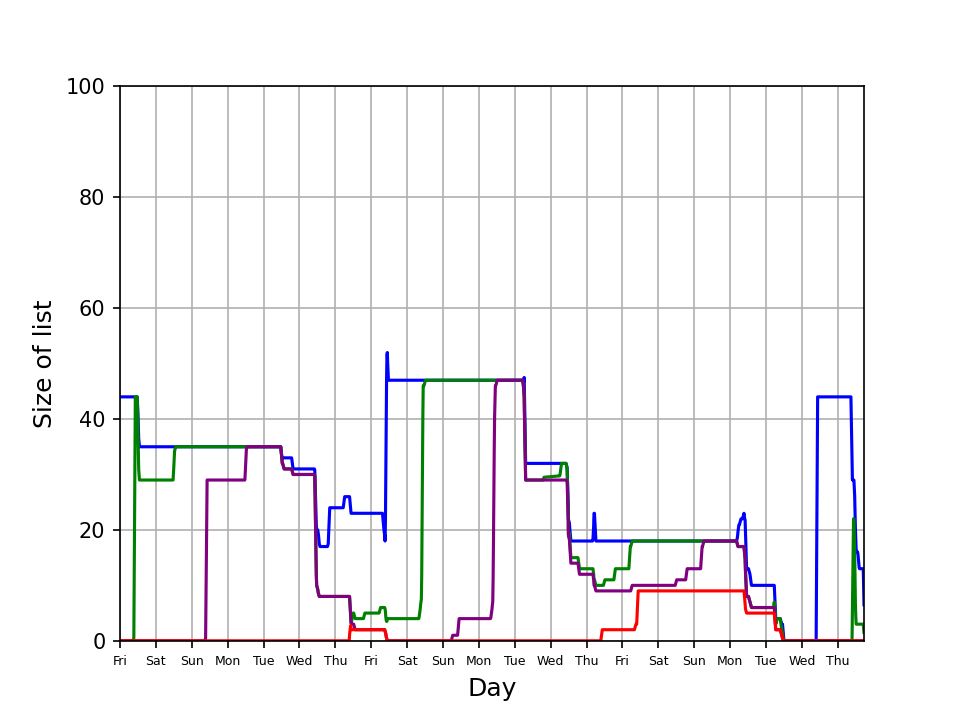 100
80
60
40
20
0
Size of list
Fri Sat Sun Mon Tue Wed Thu Fri Sat Sun Mon Tue Wed Thu Fri Sat Sun Mon Tue Wed Thu
Day